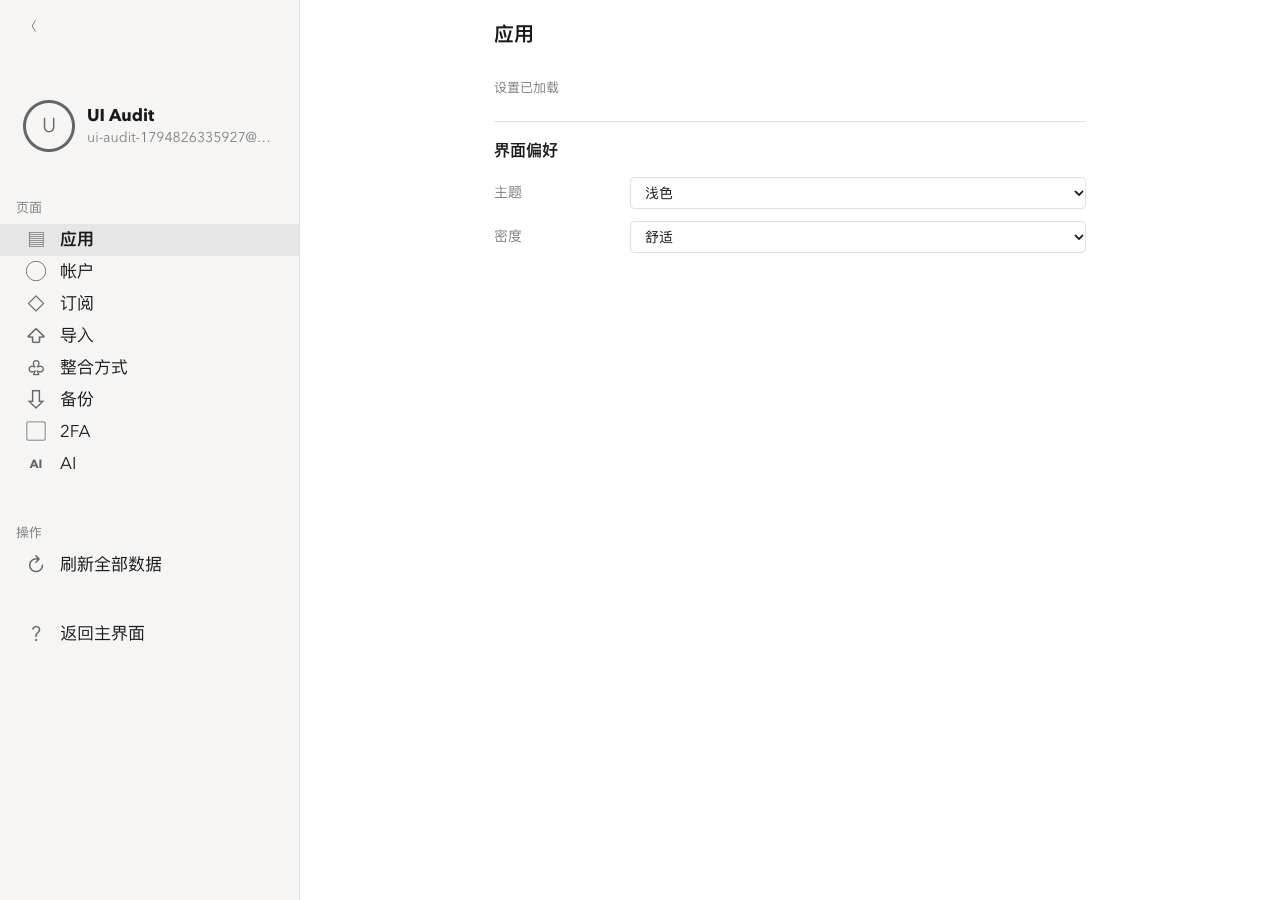 〈
U
UI Audit
ui-audit-1794826335927@…
页面
应用
帐户
订阅
导入
整合方式
备份
2FA
AI AI
操作
刷新全部数据
? 返回主界面
应用
设置已加载
界面偏好
主题 浅色
密度 舒适